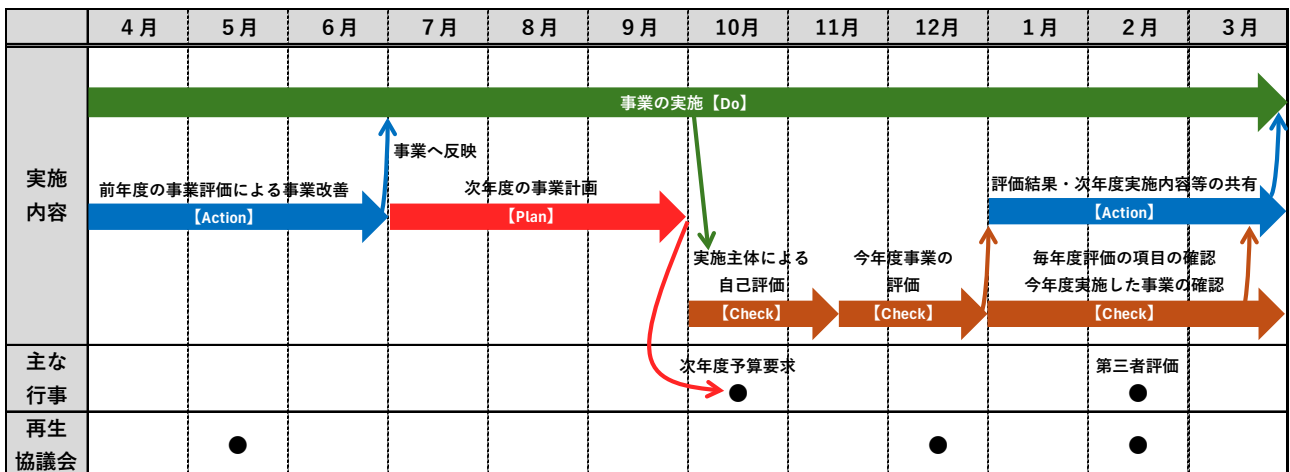 4月 5月 6月 7月 8月 9月 10月 11月 12月 1月 2月 3月
実施
内容
事業の実施【Do】
事業へ反映
前年度の事業評価による事業改善
【Action】
次年度の事業計画
【Plan】
評価結果・次年度実施内容等の共有
【Action】
実施主体による
自己評価
【Check】
今年度事業の
評価
【Check】
毎年度評価の項目の確認
今年度実施した事業の確認
【Check】
主な
行事
次年度予算要求
第三者評価
再生
協議会